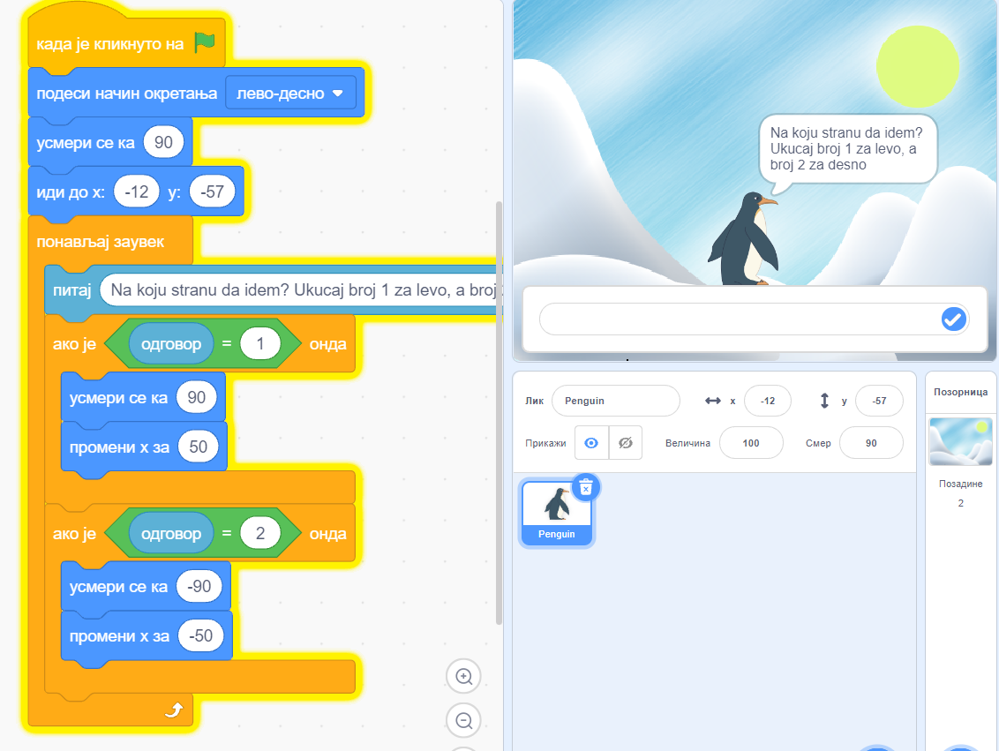 када је кликнуто на
подеси начин окретања лево-десно
усмери се ка 90
иди до x: -12 y: -57
понављај заувек
питај Na koju stranu da idem? Ukucaj broj 1 za levo, a broj
ако је одговор = 1 онда
усмери се ка 90
промени x за 50
ако је одговор = 2 онда
усмери се ка -90
промени x за -50
Na koju stranu da idem?
Ukucaj broj 1 za levo, a
broj 2 za desno
Лик Penguin x -12 y -57
Прикажи Величина 100 Смер 90
Penguin
Позорница
Позадине
2